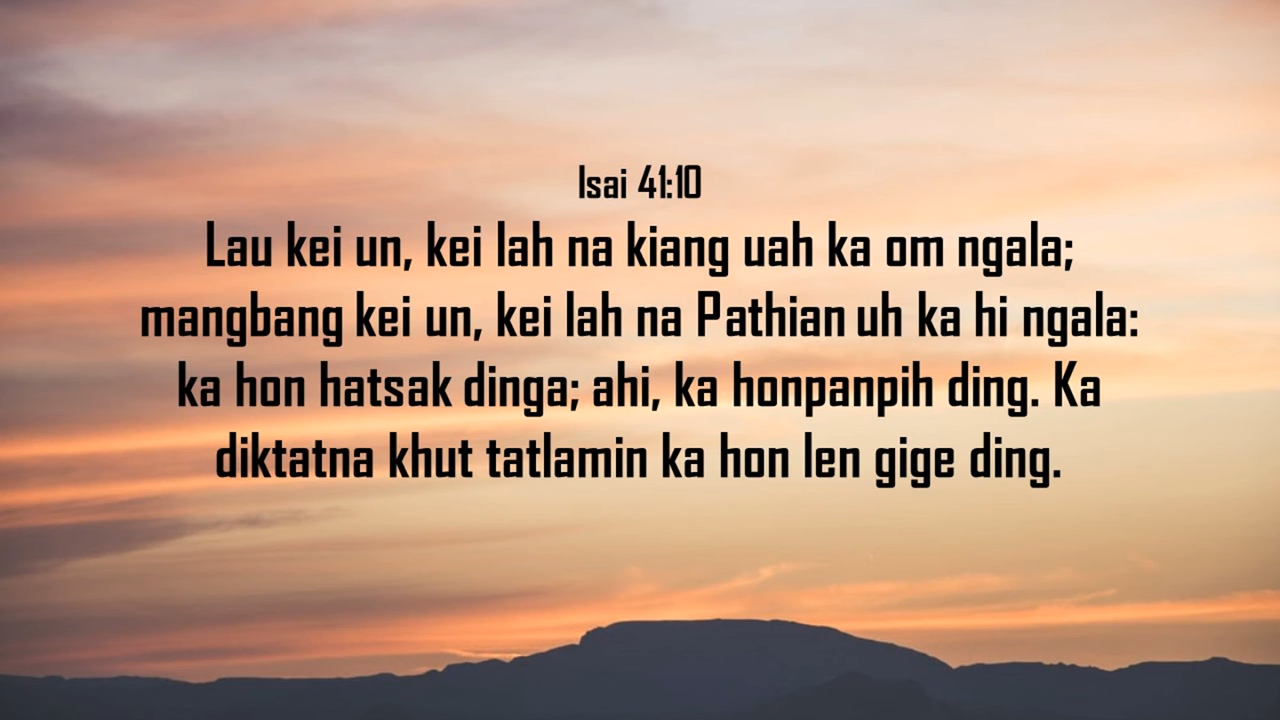 Isai 41:10
Lau kei un, kei lah na kiang uah ka om ngala;
mangbang kei un, kei lah na Pathian uh ka hi ngala:
ka hon hatsak dinga; ahi, ka honpanpih ding. Ka
diktatna khut tatlamin ka hon len gige ding.